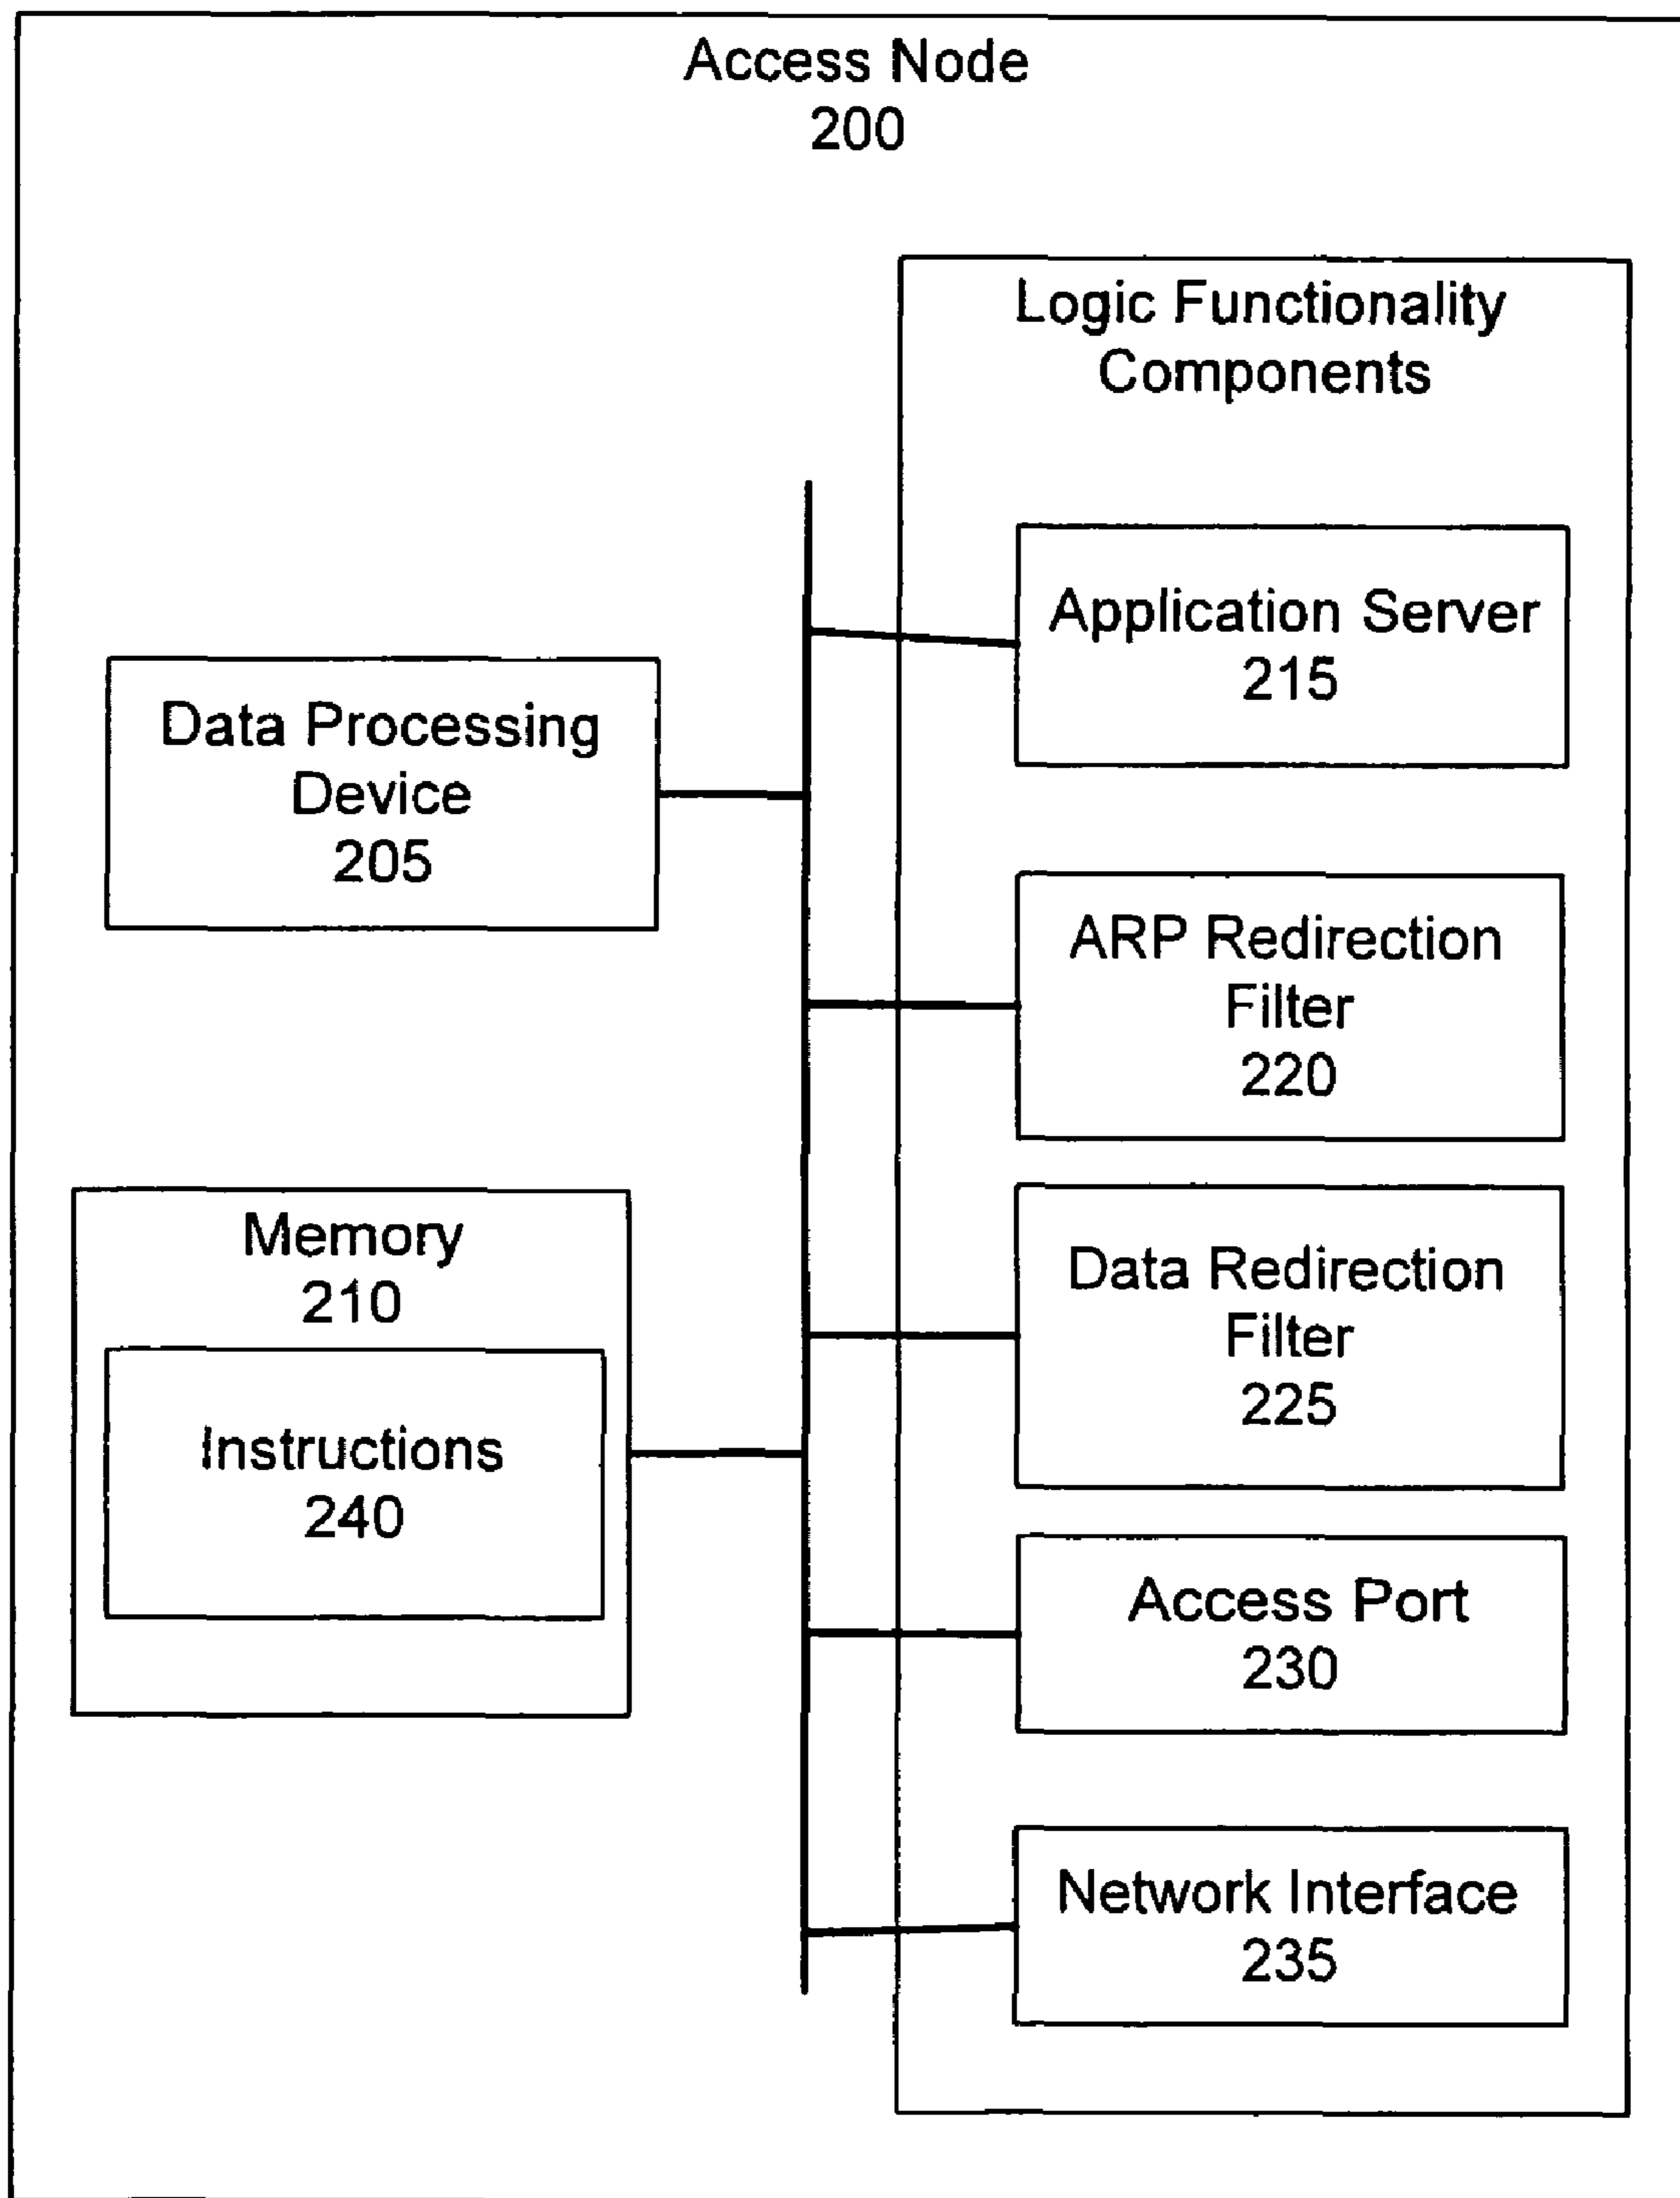 Access Node
200
Logic Functionality
Components
Application Server
215
Data Processing
Device
205
ARP Redirection
Filter
220
Memory
210
Data Redirection
Filter
225
Instructions
240
Access Port
230
Network Interface
235